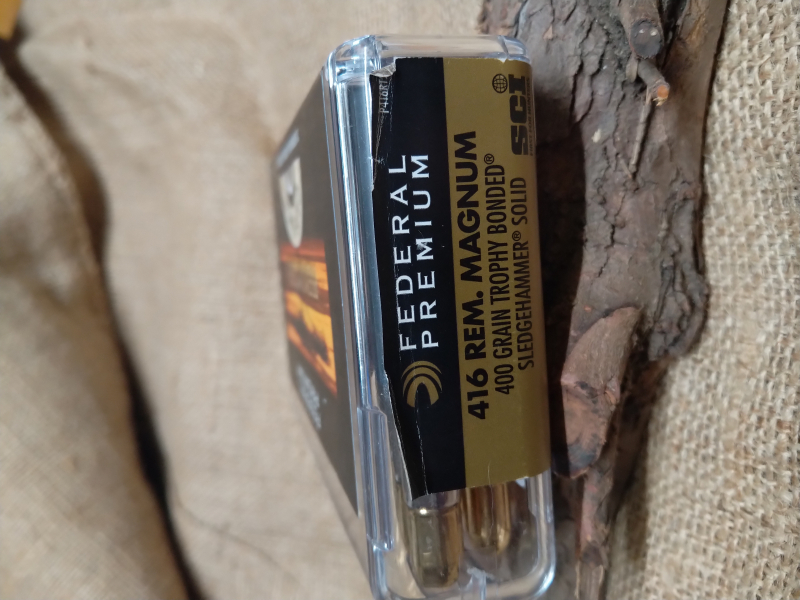 FEDERAL
PREMIUM
416 REM. MAGNUM
400 GRAIN TROPHY BONDED®
SLEDGEHAMMER® SOLID
SCI